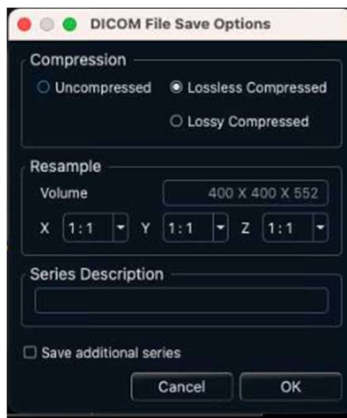 DICOM File Save Options
Compression
Uncompressed Lossless Compressed
Lossy Compressed
Resample
Volume 400 X 400 X 552
X 1:1 Y 1:1 Z 1:1
Series Description
Save additional series
Cancel OK